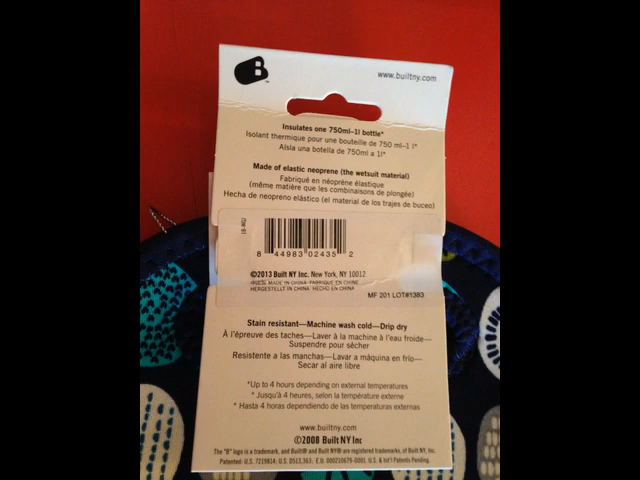 B
www.builtny.com
Insulates one 750ml–1l bottle*
Isolant thermique pour une bouteille de 750 ml–1 l*
Aísla una botella de 750ml a 1l*
Made of elastic neoprene (the wetsuit material)
Fabriqué en néoprène élastique
(même matière que les combinaisons de plongée)
Hecha de neopreno elástico (el material de los trajes de buceo)
8 44983 02435 2
©2013 Built NY Inc. New York, NY 10012
MADE IN CHINA FABRIQUE EN CHINE
HERGESTELLT IN CHINA HECHO EN CHINA
MF 201 LOT#1383
Stain resistant—Machine wash cold—Drip dry
À l'épreuve des taches—Laver à la machine à l'eau froide—
Suspendre pour sécher
Resistente a las manchas—Lavar a máquina en frío—
Secar al aire libre
*Up to 4 hours depending on external temperatures
*Jusqu'à 4 heures, selon la température externe
* Hasta 4 horas dependiendo de las temperaturas externas
www.builtny.com
©2008 Built NY Inc
The "B" logo is a trademark, and Built® and Built NY® are registered trademarks, of Built NY, Inc.
Patented: U.S. 7219814; U.S. D513,363; E.U. 000210679-0001. U.S. & Int'l Patents Pending.